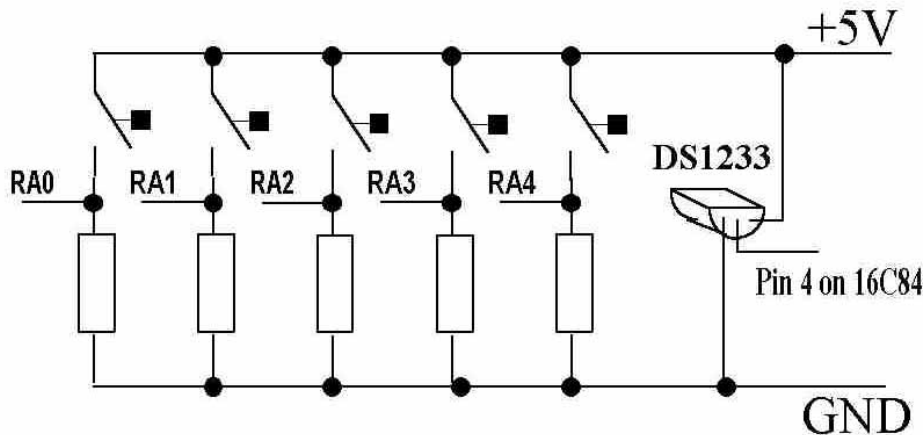 +5V
DS1233
RA0
RA1
RA2
RA3
RA4
Pin 4 on 16C84
GND